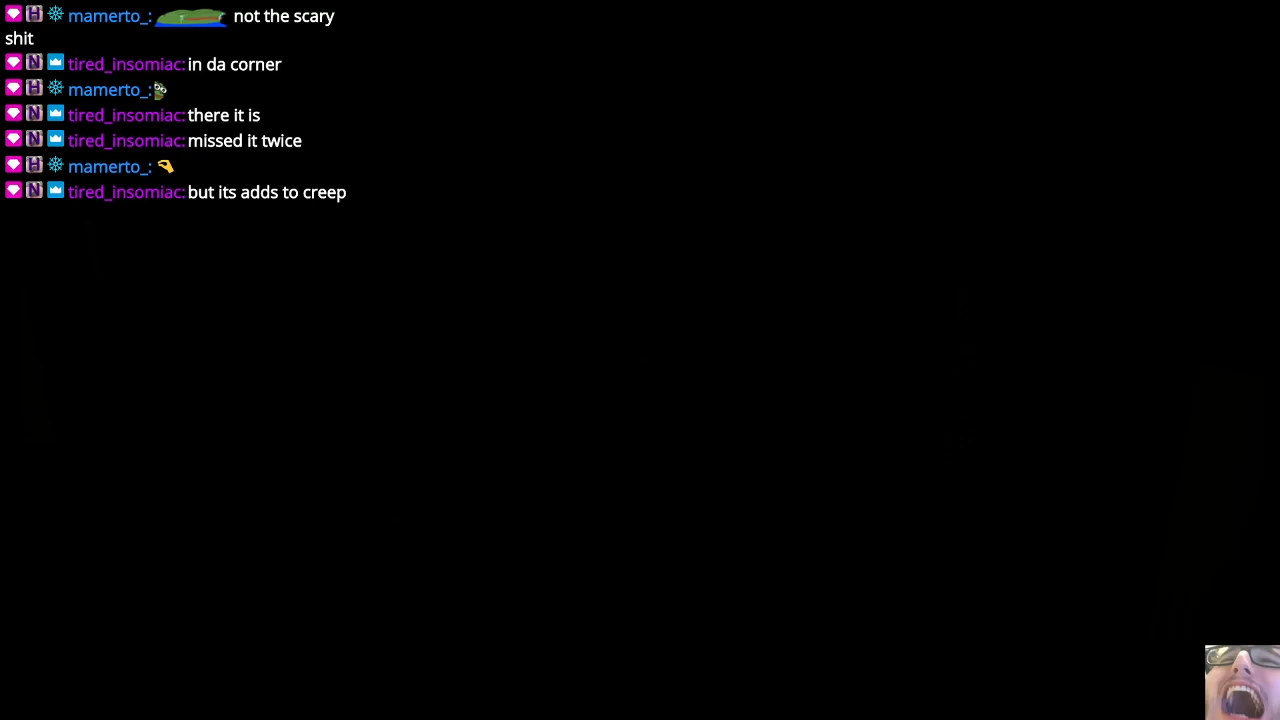 H mamerto_: not the scary
shit
N tired_insomiac: in da corner
H mamerto_:
N tired_insomiac: there it is
N tired_insomiac: missed it twice
H mamerto_: 🤏
N tired_insomiac: but its adds to creep